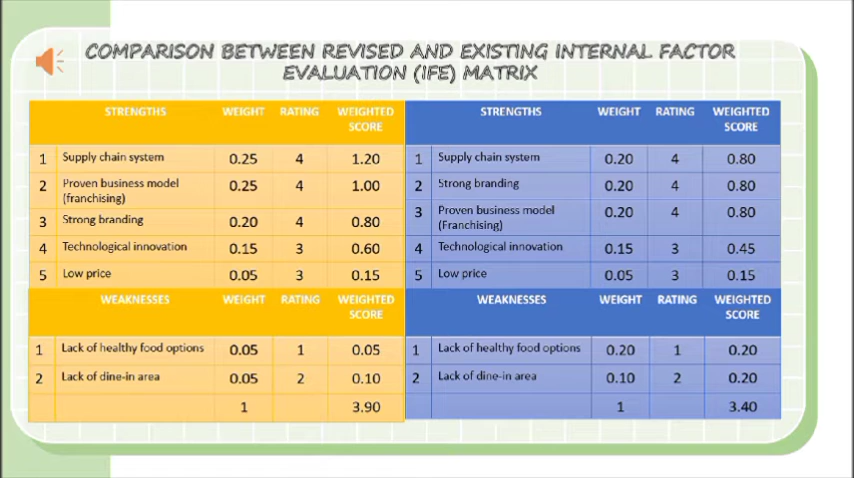 COMPARISON BETWEEN REVISED AND EXISTING INTERNAL FACTOR
EVALUATION (IFE) MATRIX
STRENGTHS WEIGHT RATING WEIGHTED
SCORE
1 Supply chain system 0.25 4 1.20
2 Proven business model 0.25 4 1.00
(franchising)
3 Strong branding 0.20 4 0.80
4 Technological innovation 0.15 3 0.60
5 Low price 0.05 3 0.15
WEAKNESSES WEIGHT RATING WEIGHTED
SCORE
1 Lack of healthy food options 0.05 1 0.05
2 Lack of dine-in area 0.05 2 0.10
1 3.90
STRENGTHS WEIGHT RATING WEIGHTED
SCORE
1 Supply chain system 0.20 4 0.80
2 Strong branding 0.20 4 0.80
3 Proven business model 0.20 4 0.80
(Franchising)
4 Technological innovation 0.15 3 0.45
5 Low price 0.05 3 0.15
WEAKNESSES WEIGHT RATING WEIGHTED
SCORE
1 Lack of healthy food options 0.20 1 0.20
2 Lack of dine-in area 0.10 2 0.20
1 3.40